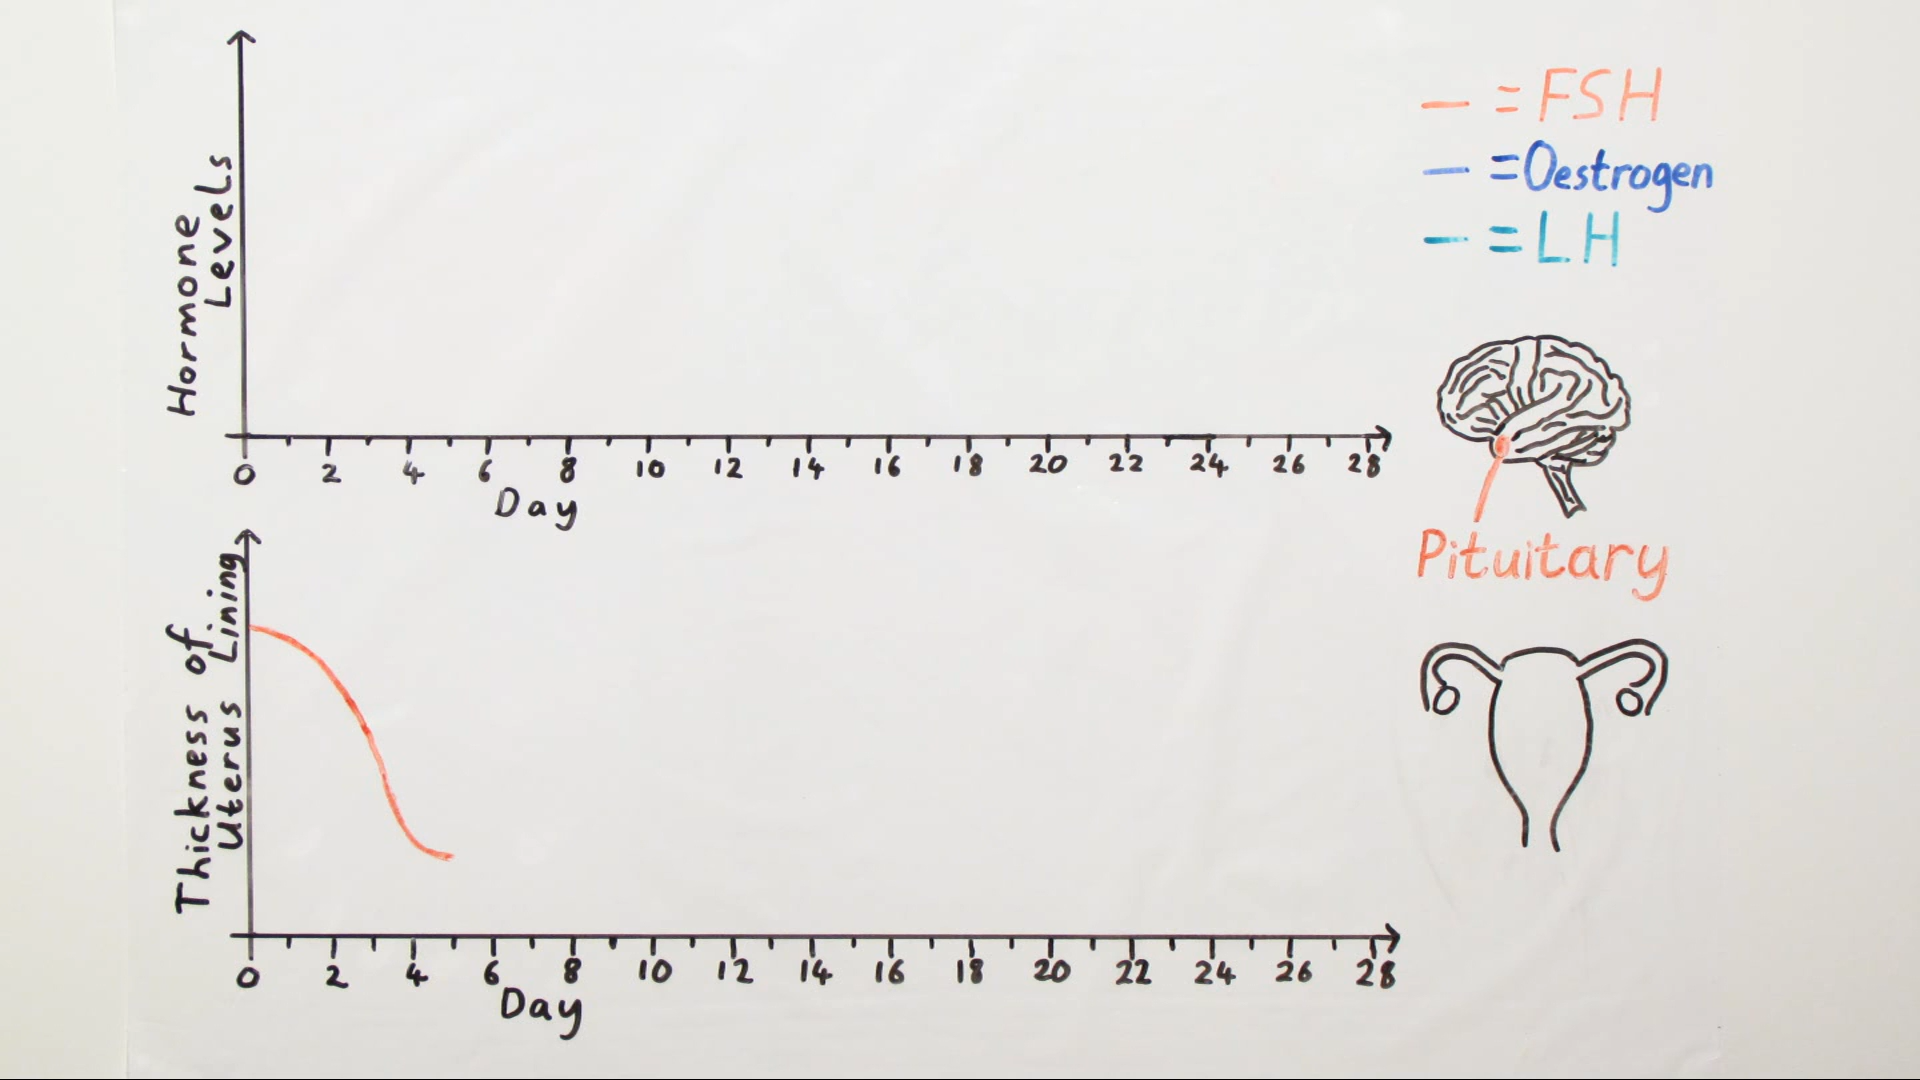 Hormone
Levels
0 2 4 6 8 10 12 14 16 18 20 22 24 26 28
Day
Thickness of
Uterus Lining
0 2 4 6 8 10 12 14 16 18 20 22 24 26 28
Day
— = FSH
— = Oestrogen
— = LH
Pituitary